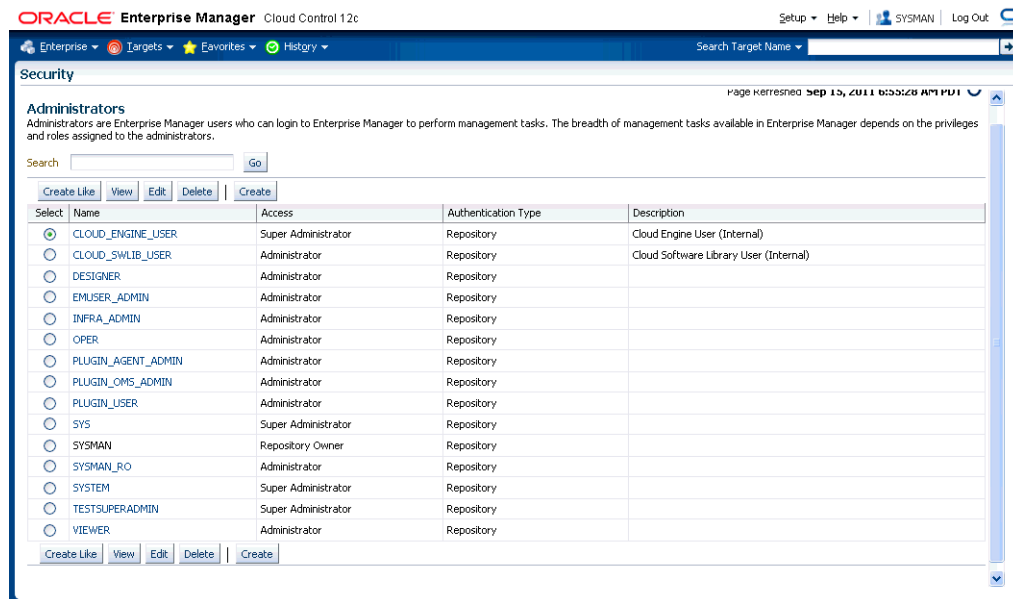 ORACLE Enterprise Manager Cloud Control 12c
Setup Help SYSMAN Log Out
Enterprise Targets Favorites History Search Target Name
Security
Page Refreshed Sep 15, 2011 6:55:28 AM PDT
Administrators
Administrators are Enterprise Manager users who can login to Enterprise Manager to perform management tasks. The breadth of management tasks available in Enterprise Manager depends on the privileges
and roles assigned to the administrators.
Search Go
Create Like View Edit Delete | Create
Select Name Access Authentication Type Description
CLOUD_ENGINE_USER Super Administrator Repository Cloud Engine User (Internal)
CLOUD_SWLIB_USER Administrator Repository Cloud Software Library User (Internal)
DESIGNER Administrator Repository
EMUSER_ADMIN Administrator Repository
INFRA_ADMIN Administrator Repository
OPER Administrator Repository
PLUGIN_AGENT_ADMIN Administrator Repository
PLUGIN_OMS_ADMIN Administrator Repository
PLUGIN_USER Administrator Repository
SYS Super Administrator Repository
SYSMAN Repository Owner Repository
SYSMAN_RO Administrator Repository
SYSTEM Super Administrator Repository
TESTSUPERADMIN Super Administrator Repository
VIEWER Administrator Repository
Create Like View Edit Delete | Create